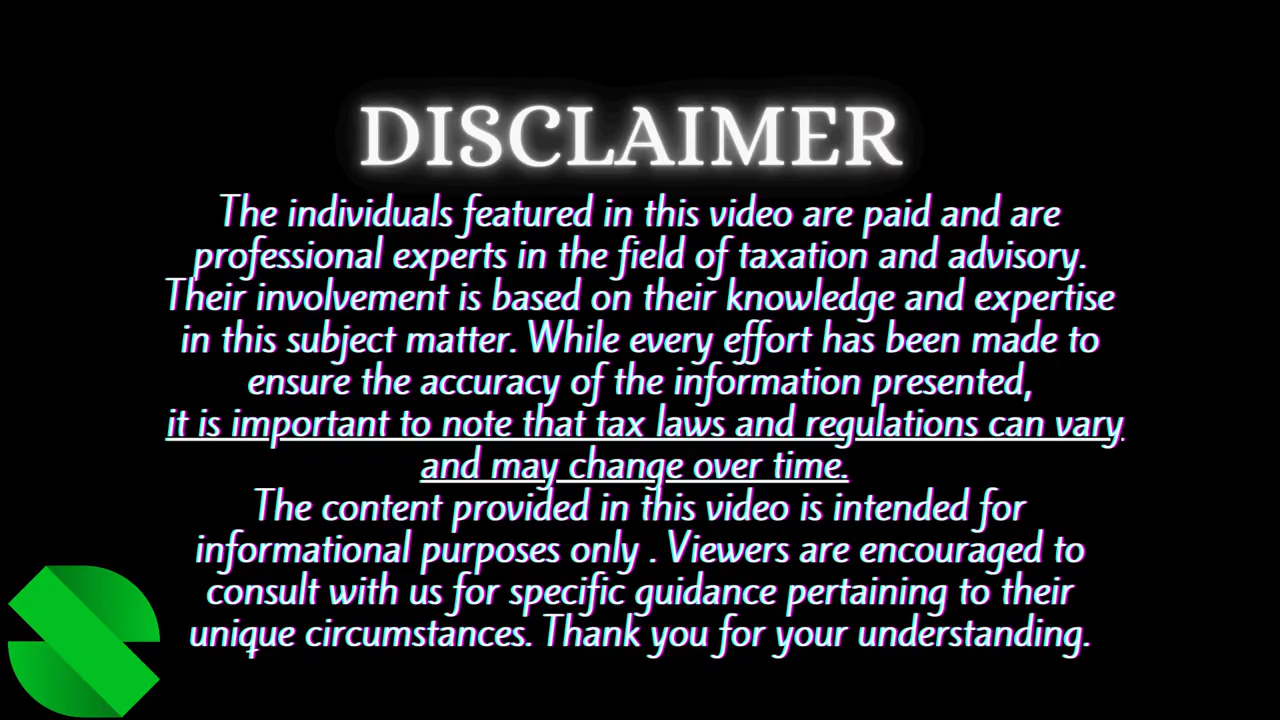 DISCLAIMER
The individuals featured in this video are paid and are
professional experts in the field of taxation and advisory.
Their involvement is based on their knowledge and expertise
in this subject matter. While every effort has been made to
ensure the accuracy of the information presented,
it is important to note that tax laws and regulations can vary
and may change over time.
The content provided in this video is intended for
informational purposes only . Viewers are encouraged to
consult with us for specific guidance pertaining to their
unique circumstances. Thank you for your understanding.